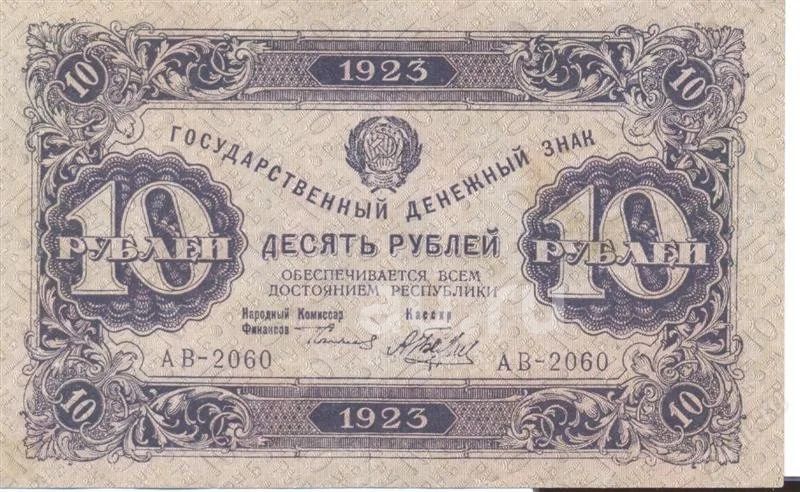 10 1923 10
ГОСУДАРСТВЕННЫЙ ДЕНЕЖНЫЙ ЗНАК
10 РУБЛЕЙ
10 РУБЛЕЙ
ДЕСЯТЬ РУБЛЕЙ
ОБЕСПЕЧИВАЕТСЯ ВСЕМ
ДОСТОЯНИЕМ РЕСПУБЛИКИ
Народный Комиссар
Финансов
Кассир
АВ-2060 АВ-2060
10 1923 10